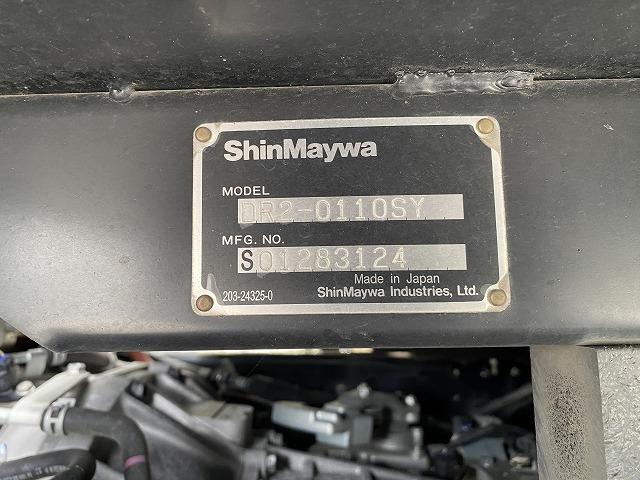 ShinMaywa
MODEL
DR2-0110SY
MFG. NO.
S01283124
Made in Japan
203-24325-0 ShinMaywa Industries, Ltd.